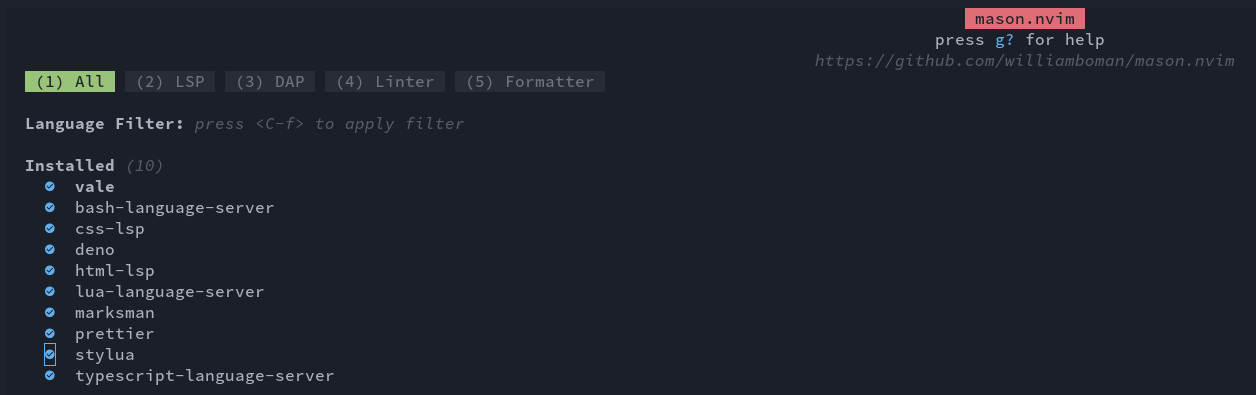 mason.nvim
press g? for help
https://github.com/williamboman/mason.nvim
(1) All (2) LSP (3) DAP (4) Linter (5) Formatter
Language Filter: press <C-f> to apply filter
Installed (10)
vale
bash-language-server
css-lsp
deno
html-lsp
lua-language-server
marksman
prettier
stylua
typescript-language-server